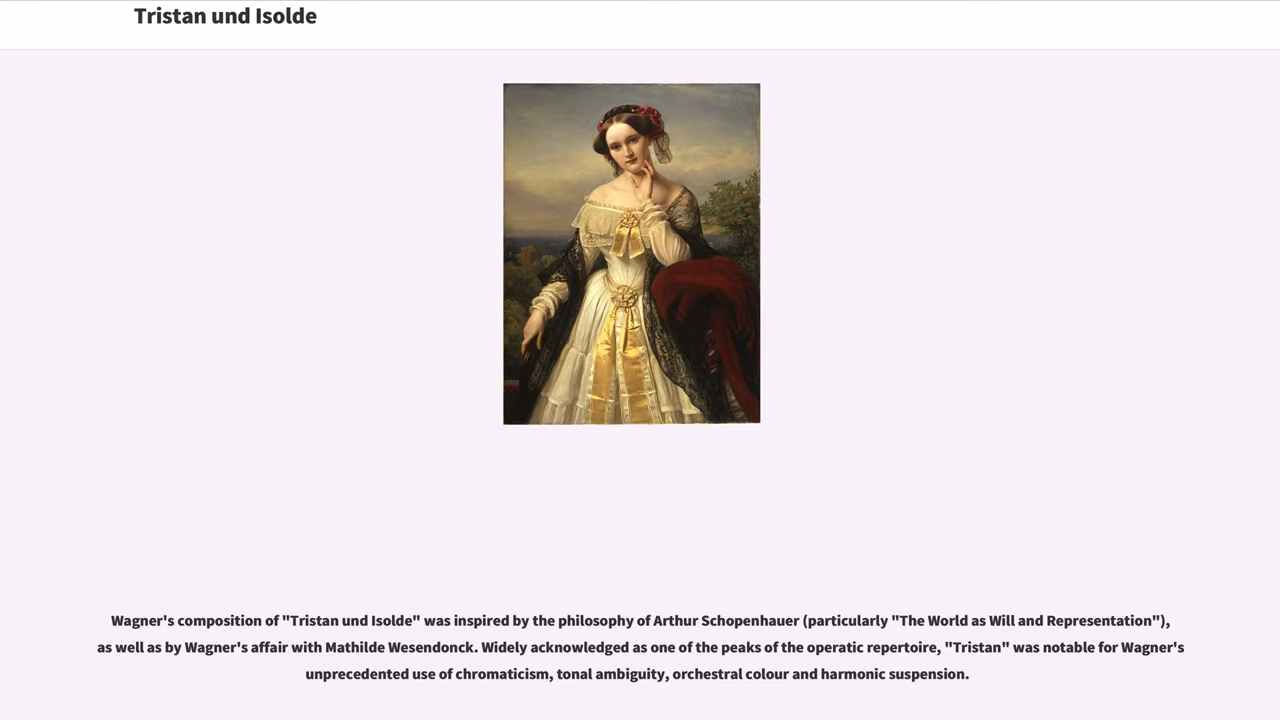 Tristan und Isolde
Wagner's composition of "Tristan und Isolde" was inspired by the philosophy of Arthur Schopenhauer (particularly "The World as Will and Representation"),
as well as by Wagner's affair with Mathilde Wesendonck. Widely acknowledged as one of the peaks of the operatic repertoire, "Tristan" was notable for Wagner's
unprecedented use of chromaticism, tonal ambiguity, orchestral colour and harmonic suspension.